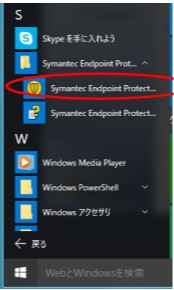 S
Skype を手に入れよう
Symantec Endpoint Prot...
Symantec Endpoint Protect...
Symantec Endpoint Protect...
W
Windows Media Player
Windows PowerShell
Windows アクセサリ
戻る
WebとWindowsを検索